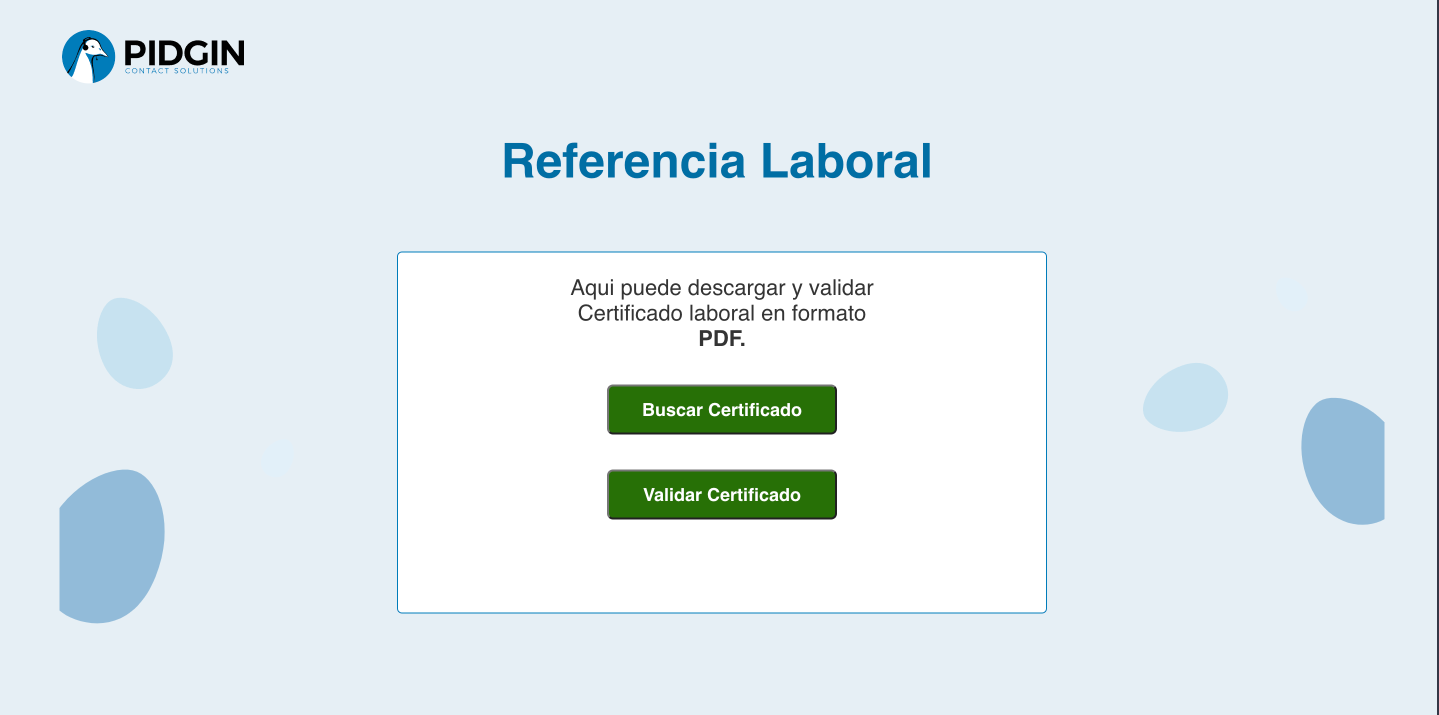 PIDGIN
CONTACT SOLUTIONS
Referencia Laboral
Aqui puede descargar y validar
Certificado laboral en formato
PDF.
Buscar Certificado
Validar Certificado